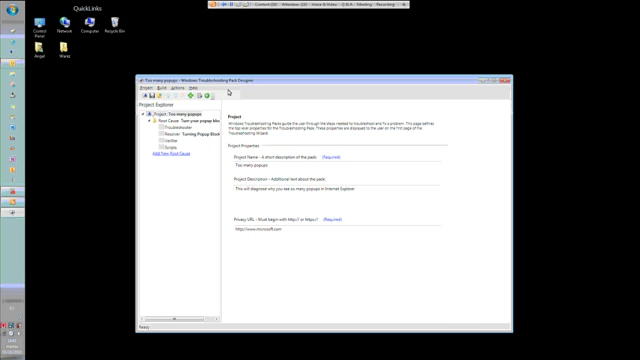 QuickLinks
Control Panel
Network
Computer
Recycle Bin
Angel
Warez
Too many popups - Windows Troubleshooting Pack Designer
Project Build Actions Help
Project Explorer
Project: Too many popups
Root Cause: Turn your popup blo
Troubleshooter
Resolver: Turning Popup Block
Verifier
Scripts
Add New Root Cause
Project
Windows Troubleshooting Packs guide the user through the steps needed to troubleshoot and fix a problem. This page defines
the top level properties for the Troubleshooting Pack. These properties are displayed to the user on the first page of the
Troubleshooting Wizard.
Project Properties
Project Name - A short description of the pack (Required)
Too many popups
Project Description - Additional text about the pack
This will diagnose why you see so many popups in Internet Explorer
Privacy URL - Must begin with http:// or https:// (Required)
http://www.microsoft.com
Ready